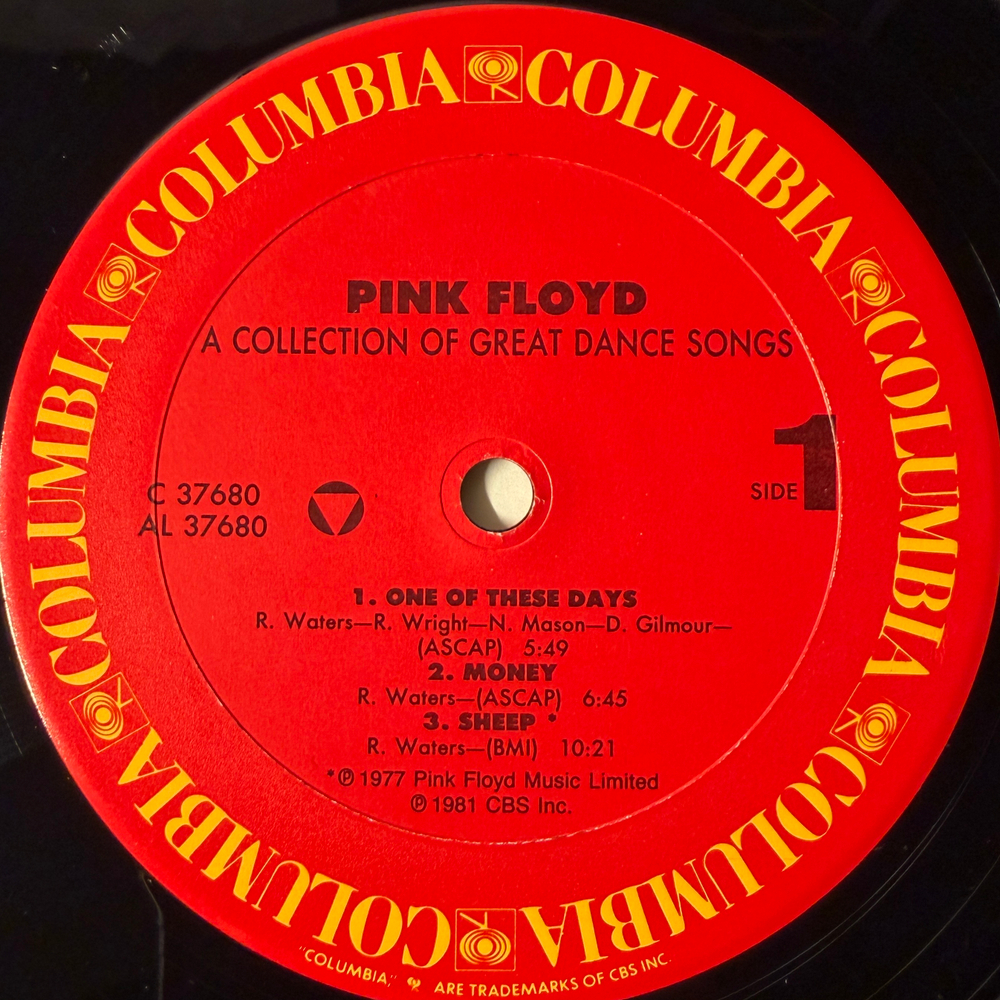 COLUMBIA COLUMBIA COLUMBIA COLUMBIA COLUMBIA COLUMBIA
PINK FLOYD
A COLLECTION OF GREAT DANCE SONGS
C 37680
AL 37680
SIDE 1
1. ONE OF THESE DAYS
R. Waters—R. Wright—N. Mason—D. Gilmour—
(ASCAP) 5:49
2. MONEY
R. Waters—(ASCAP) 6:45
3. SHEEP *
R. Waters—(BMI) 10:21
*℗ 1977 Pink Floyd Music Limited
℗ 1981 CBS Inc.
"COLUMBIA," ARE TRADEMARKS OF CBS INC.